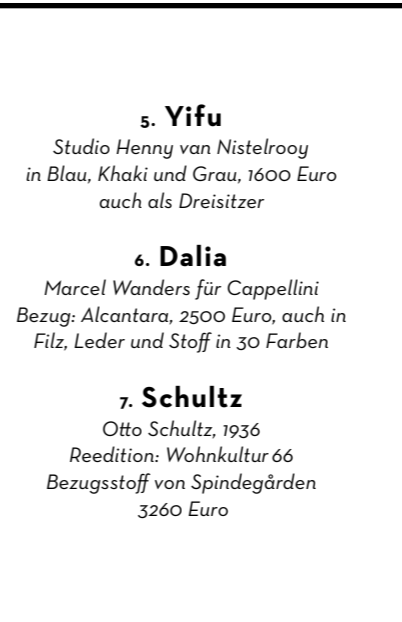 5. Yifu
Studio Henny van Nistelrooy
in Blau, Khaki und Grau, 1600 Euro
auch als Dreisitzer
6. Dalia
Marcel Wanders für Cappellini
Bezug: Alcantara, 2500 Euro, auch in
Filz, Leder und Stoff in 30 Farben
7. Schultz
Otto Schultz, 1936
Reedition: Wohnkultur 66
Bezugsstoff von Spindegården
3260 Euro